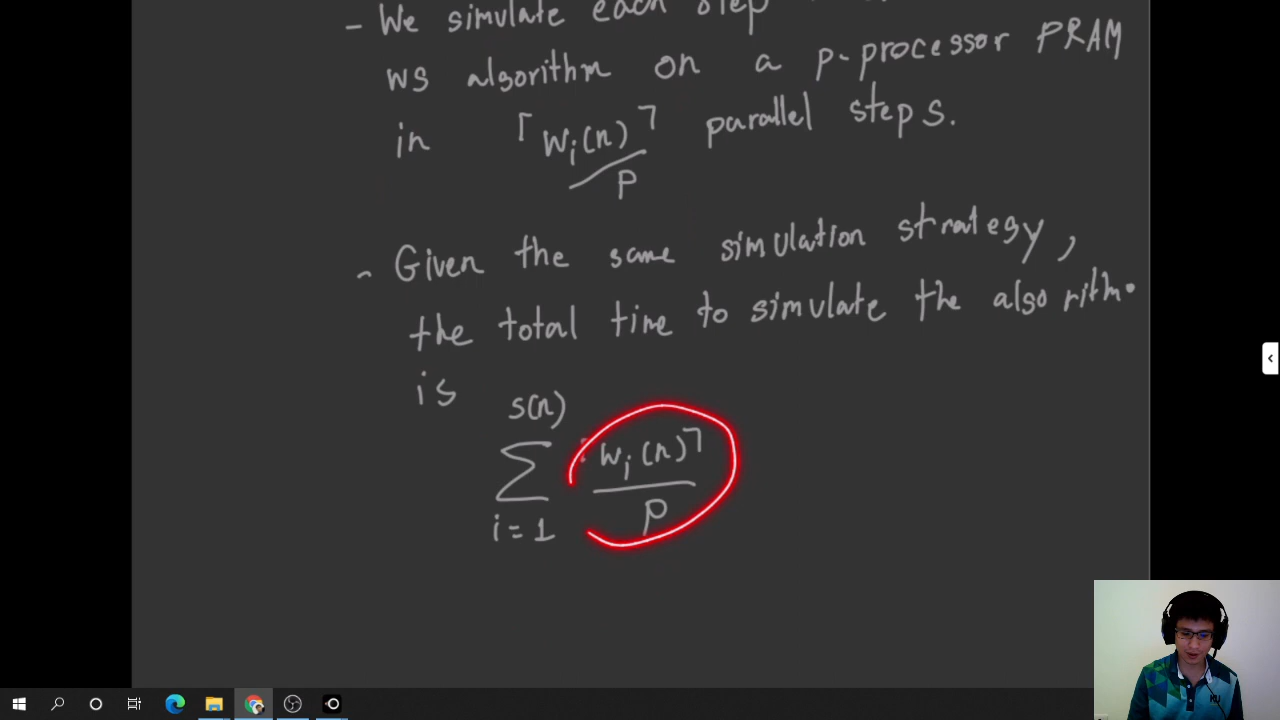 - We simulate each step
WS algorithm on a p-processor PRAM
in ⌈Wi(n)/P⌉ parallel steps.
- Given the same simulation strategy,
the total time to simulate the algorithm
is
S(n)
∑ ⌈Wi(n)⌉/P
i=1
KU